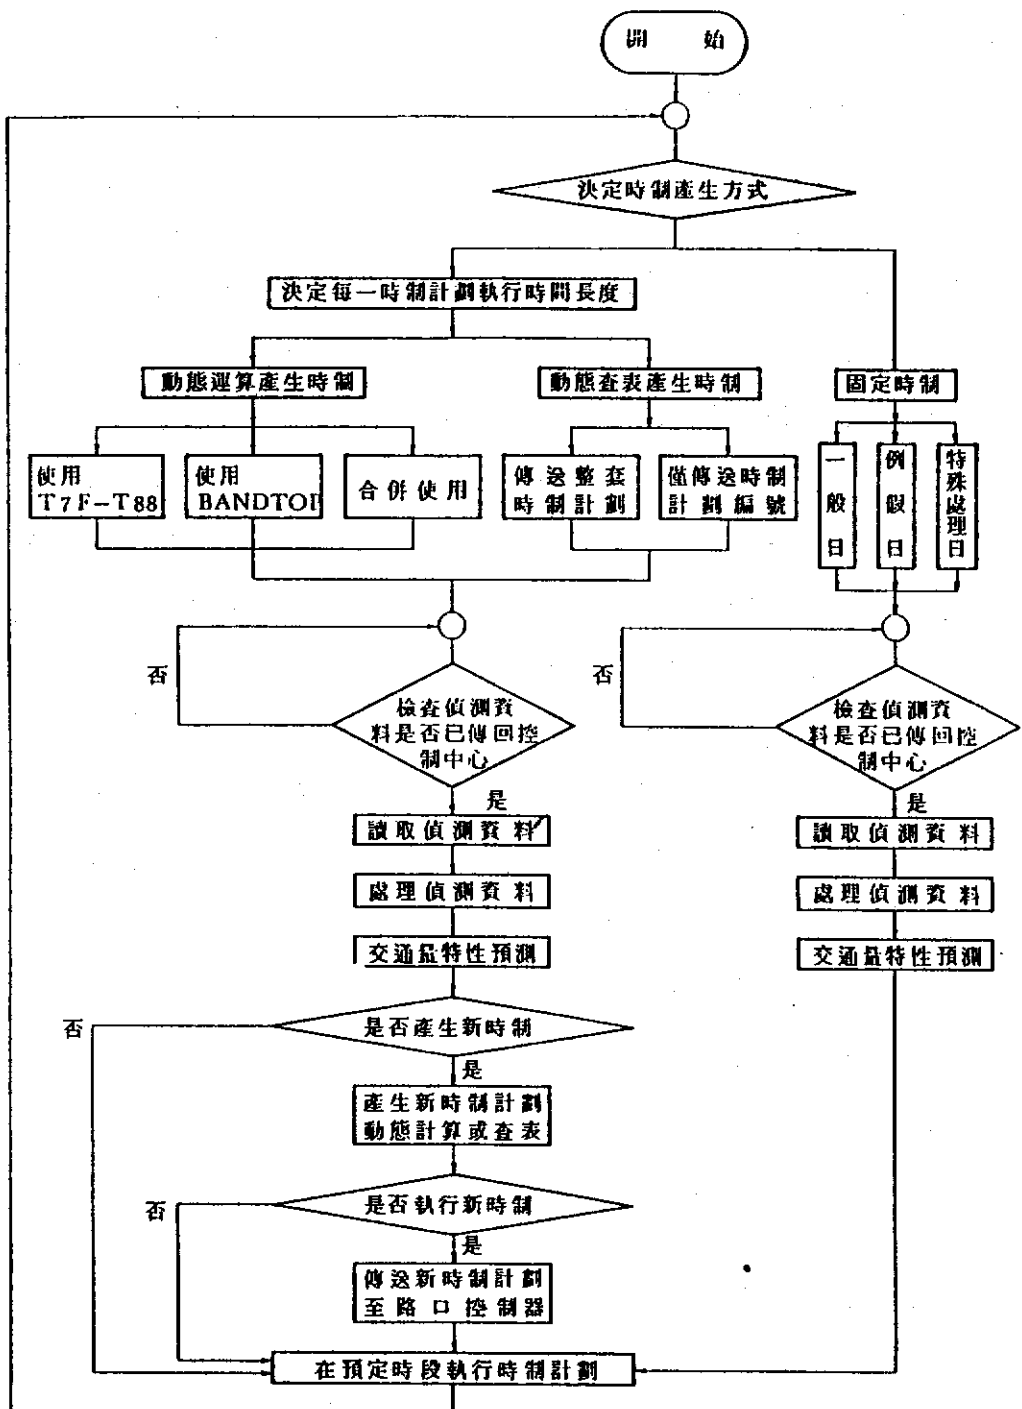 開 始
決定時制產生方式
決定每一時制計劃執行時間長度
動態運算產生時制
動態查表產生時制
固定時制
使用
T7F-T88
使用
BANDTOP
合併使用
傳送整套
時制計劃
僅傳送時制
計劃編號
一般日
例假日
特殊處理日
否
檢查偵測資
料是否已傳回控
制中心
是
讀取偵測資料
處理偵測資料
交通量特性預測
否
檢查偵測資
料是否已傳回控
制中心
是
讀取偵測資料
處理偵測資料
交通量特性預測
否
是否產生新時制
是
產生新時制計劃
動態計算或查表
否
是否執行新時制
是
傳送新時制計劃
至路口控制器
在預定時段執行時制計劃